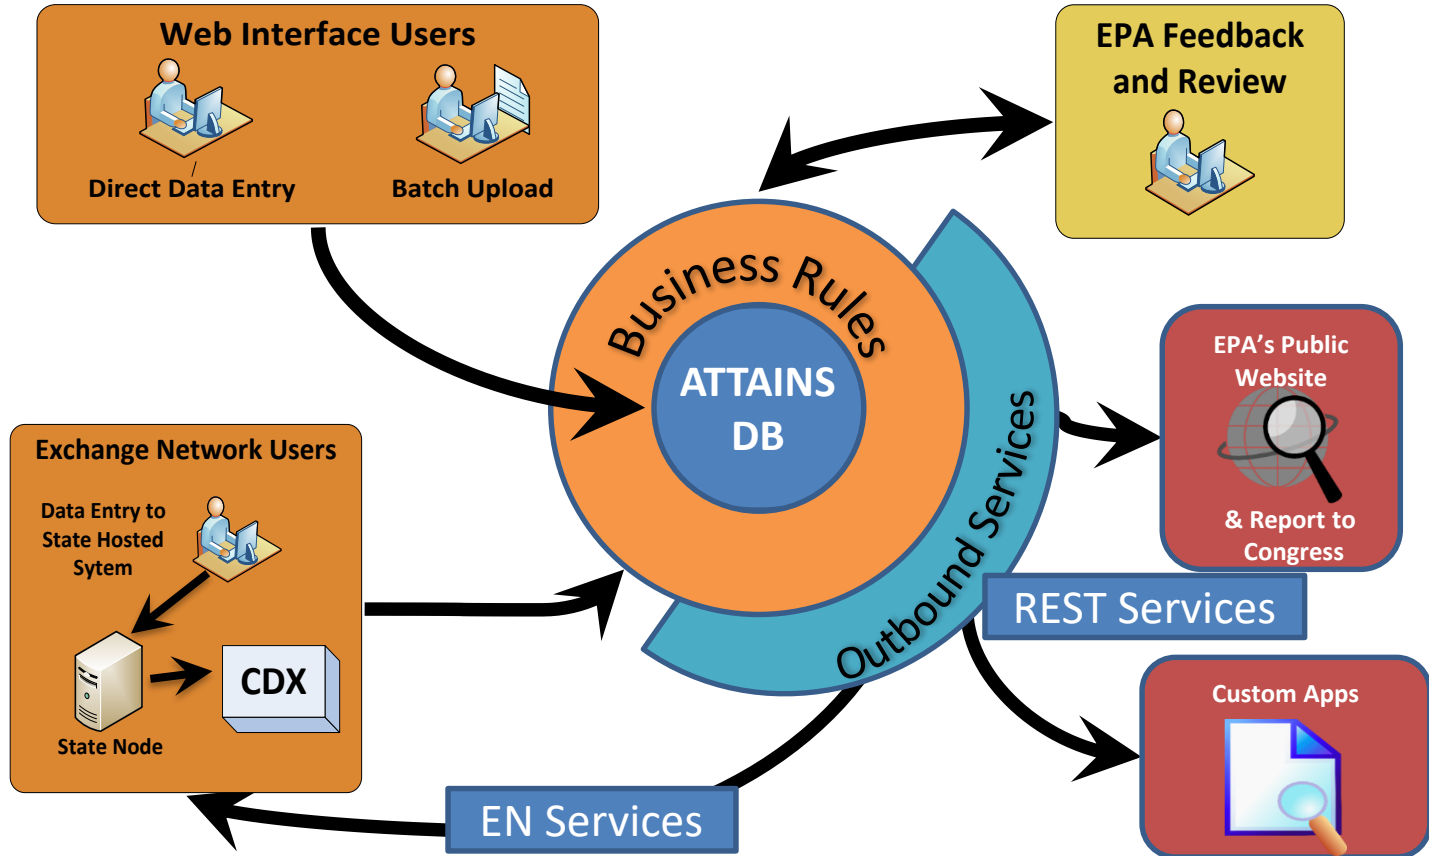 Web Interface Users
Direct Data Entry
Batch Upload
EPA Feedback
and Review
Business Rules
ATTAINS
DB
Outbound Services
EPA’s Public
Website
& Report to
Congress
REST Services
Custom Apps
Exchange Network Users
Data Entry to
State Hosted
Sytem
CDX
State Node
EN Services